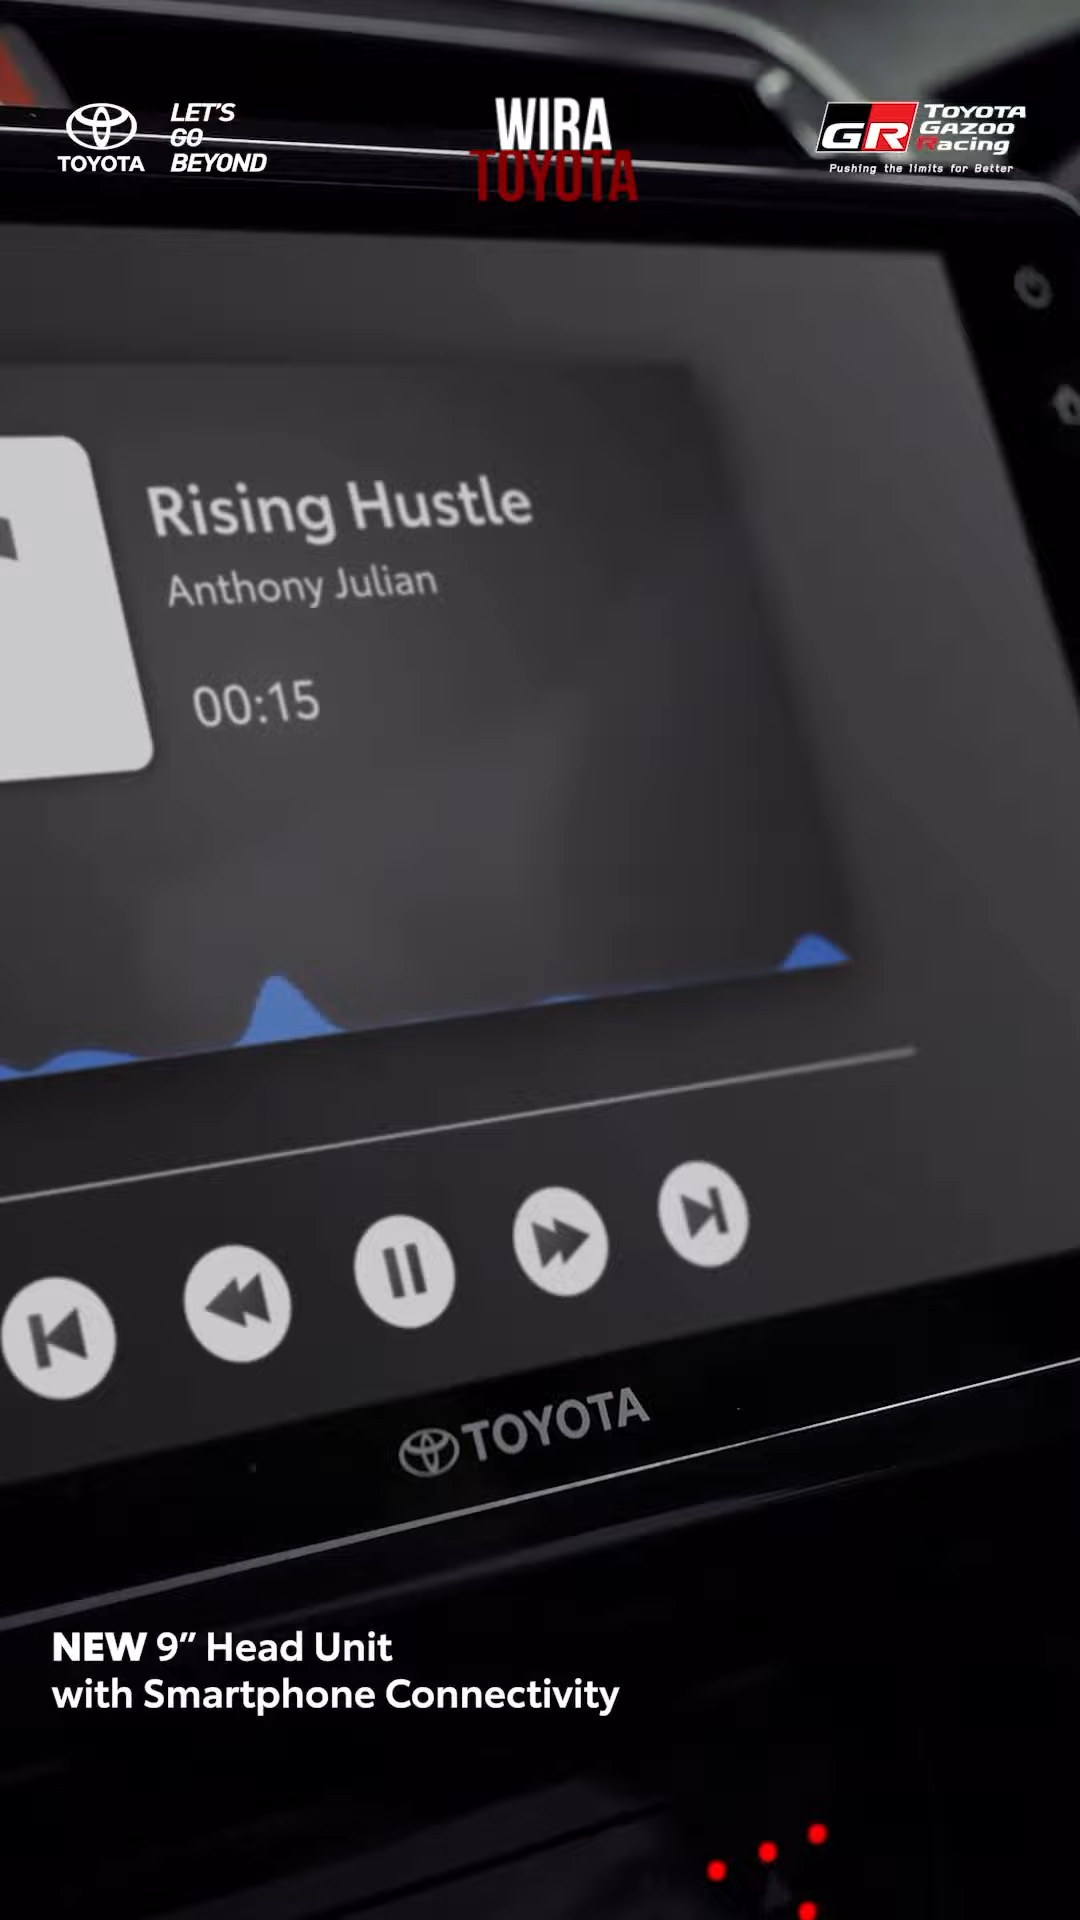 TOYOTA
LET'S
GO
BEYOND
WIRA
TOYOTA
GR
TOYOTA
GAZOO
Racing
Pushing the limits for Better
Rising Hustle
Anthony Julian
00:15
TOYOTA
NEW 9” Head Unit
with Smartphone Connectivity